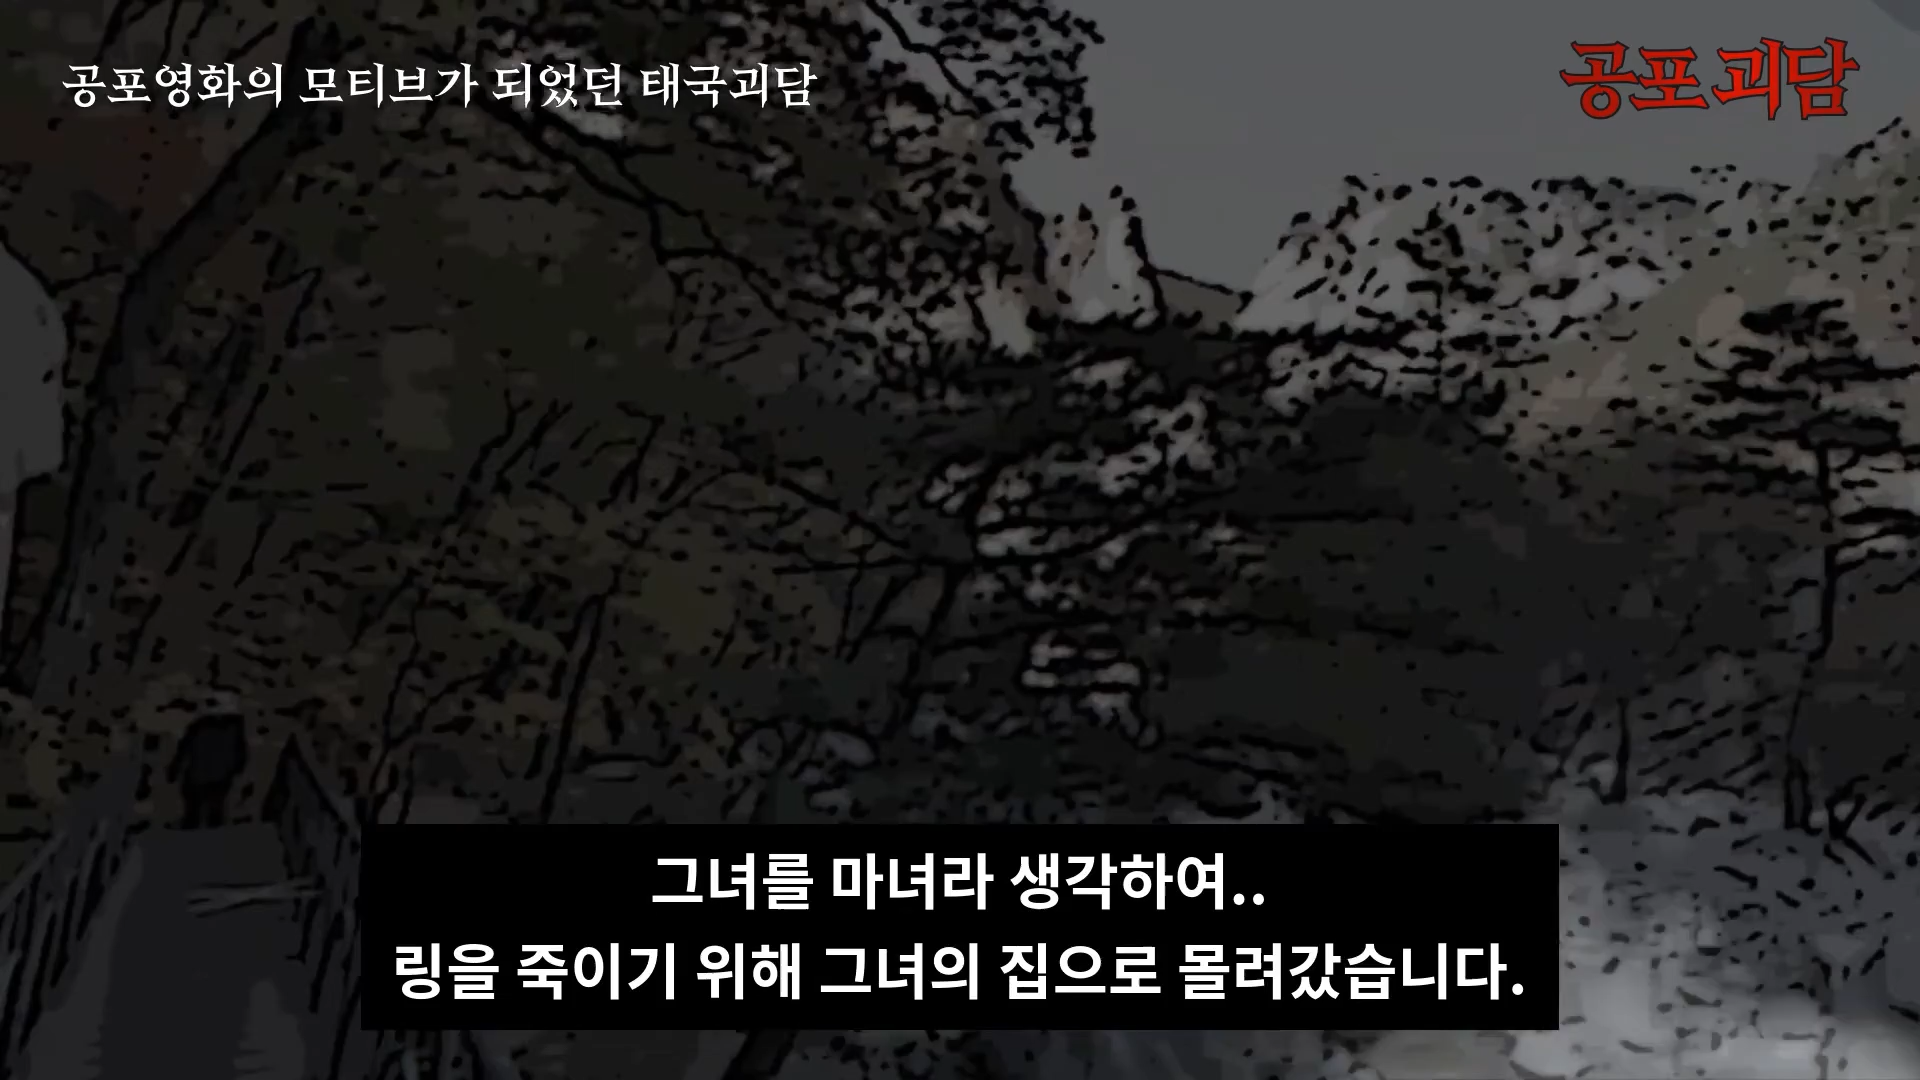 공포영화의 모티브가 되었던 태국괴담
공포괴담
그녀를 마녀라 생각하여..
링을 죽이기 위해 그녀의 집으로 몰려갔습니다.